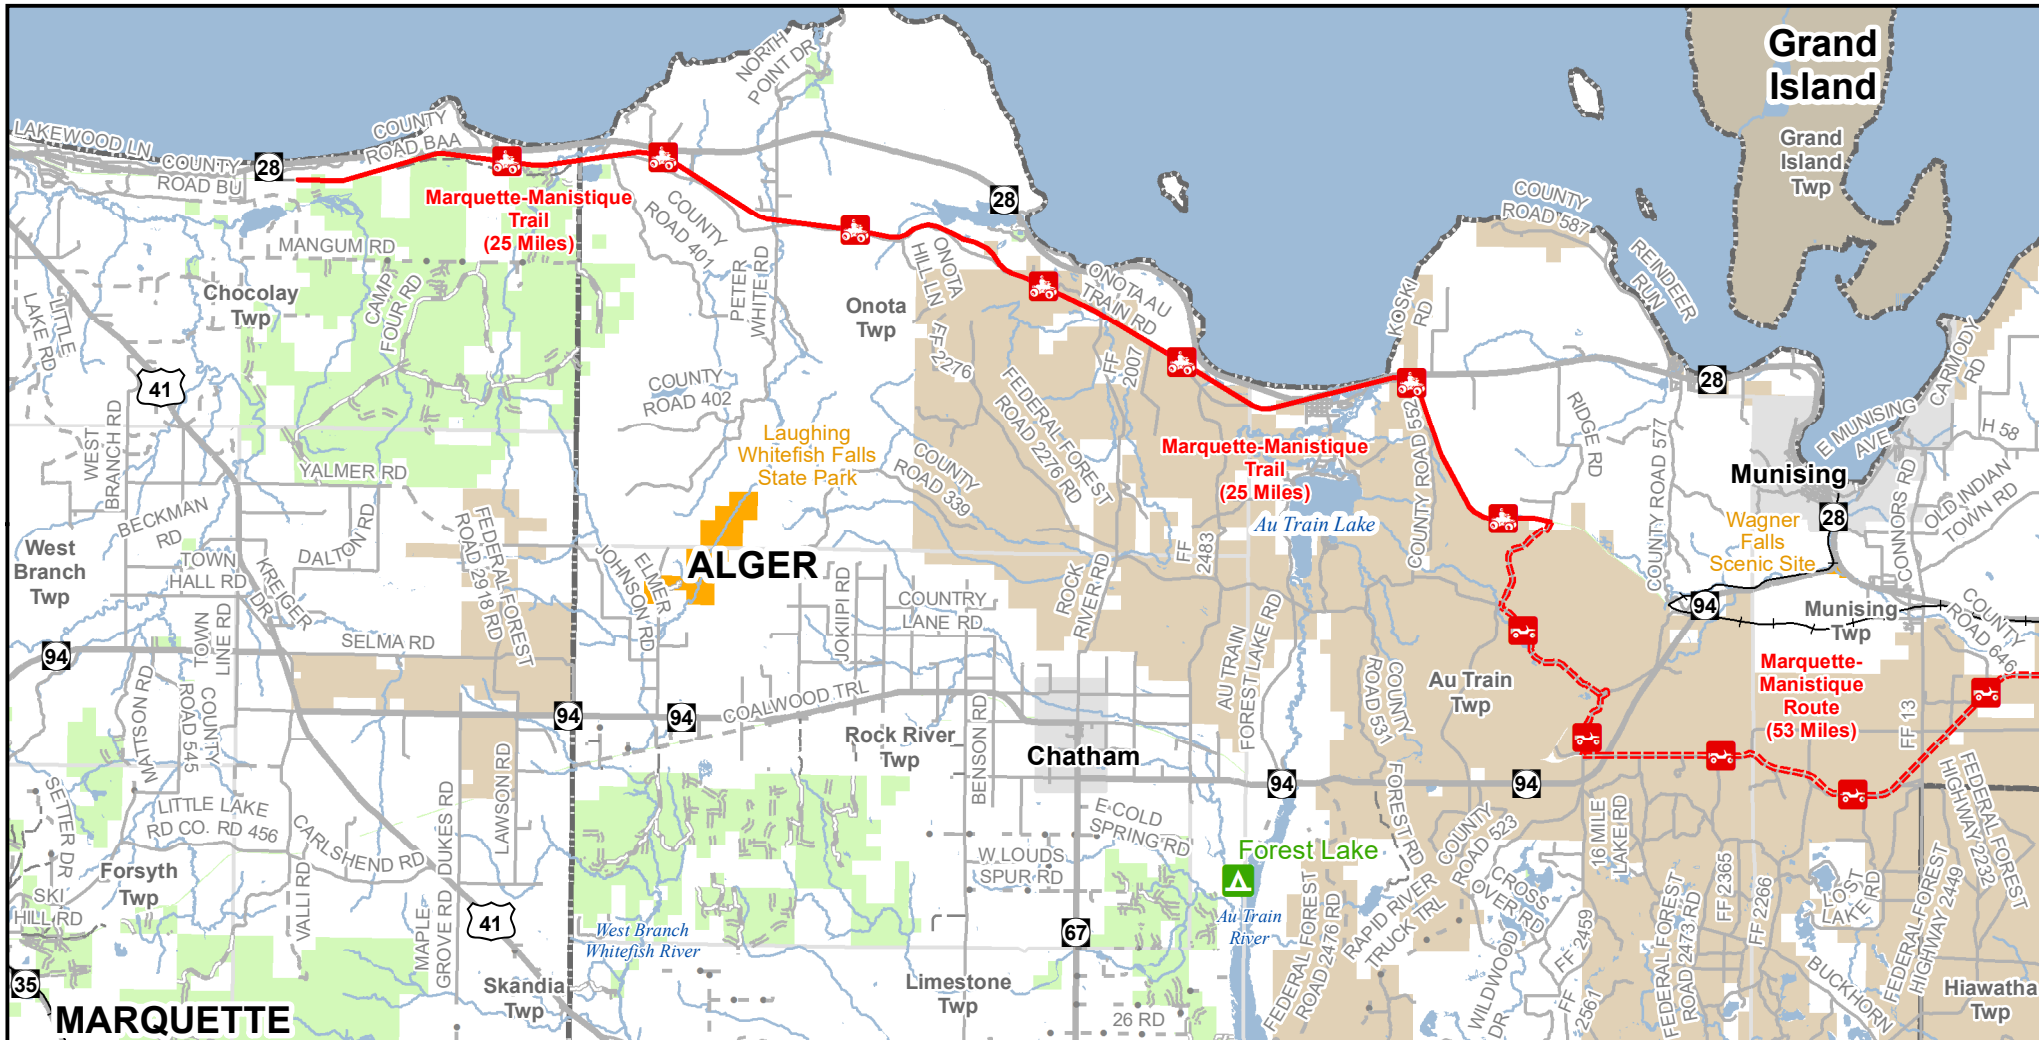 Grand
Island
Grand
Island
Twp
NORTH
POINT DR
LAKEWOOD LN
COUNTY
ROAD BU
28
COUNTY
ROAD BAA
Marquette-Manistique
Trail
(25 Miles)
COUNTY
ROAD 401
PETER
WHITE RD
28
MANGUM RD
CAMP
FOUR RD
Chocolay
Twp
LITTLE
LAKE RD
41
Onota
Twp
ONOTA
HILL LN
ONOTA AU
TRAIN RD
FF 2276
FEDERAL FOREST
ROAD 2276 RD
FF
2007
COUNTY
ROAD 402
KOSKI
RD
COUNTY
ROAD 587
REINDEER
RUN
28
CARMODY
RD
E MUNISING
AVE
H 58
RIDGE RD
COUNTY ROAD 577
COUNTY ROAD 552
Marquette-Manistique
Trail
(25 Miles)
Au Train Lake
Munising
28
CONNORS RD
OLD INDIAN
TOWN RD
Wagner
Falls
Scenic Site
94
Munising
Twp
COUNTY
ROAD 646
Laughing
Whitefish Falls
State Park
COUNTY
ROAD 339
WEST
BRANCH RD
YALMER RD
BECKMAN
RD
DALTON RD
West
Branch
Twp
TOWN
HALL RD
KREIGER
DR
FEDERAL FOREST
ROAD 2918 RD
JOHNSON RD
ELMER
ALGER
JOKIPI RD
COUNTRY
LANE RD
ROCK
RIVER RD
FF
2483
AU TRAIN
FOREST LAKE RD
94
SELMA RD
TOWN
LINE RD
MATTSON RD
COUNTY
ROAD 545
94
94
COALWOOD TRL
Rock River
Twp
BENSON RD
Chatham
COUNTY
ROAD 531
Au Train
Twp
Marquette-
Manistique
Route
(53 Miles)
FF 13
FEDERAL FOREST
HIGHWAY 2232
SETTER DR
LITTLE LAKE
RD CO. RD 456
CARLSHEND RD
DUKES RD
LAWSON RD
94
94
FOREST RD
COUNTY
ROAD 523
16 MILE
LAKE RD
E COLD
SPRING RD
W LOUDS
SPUR RD
Forest Lake
Forsyth
Twp
SKI
HILL RD
VALLI RD
MAPLE
GROVE RD
41
West Branch
Whitefish River
67
Au Train
River
FEDERAL FOREST
ROAD 2476 RD
RAPID RIVER
TRUCK TRL
CROSS
OVER RD
WILDWOOD
DR
FF 2459
FF
2561
FEDERAL FOREST
ROAD 2473 RD
FF 2365
FF 2266
LOST
LAKE RD
BUCKHORN
FEDERAL FOREST
HIGHWAY 2449
Hiawatha
Twp
35
MARQUETTE
Skandia
Twp
Limestone
Twp
26 RD